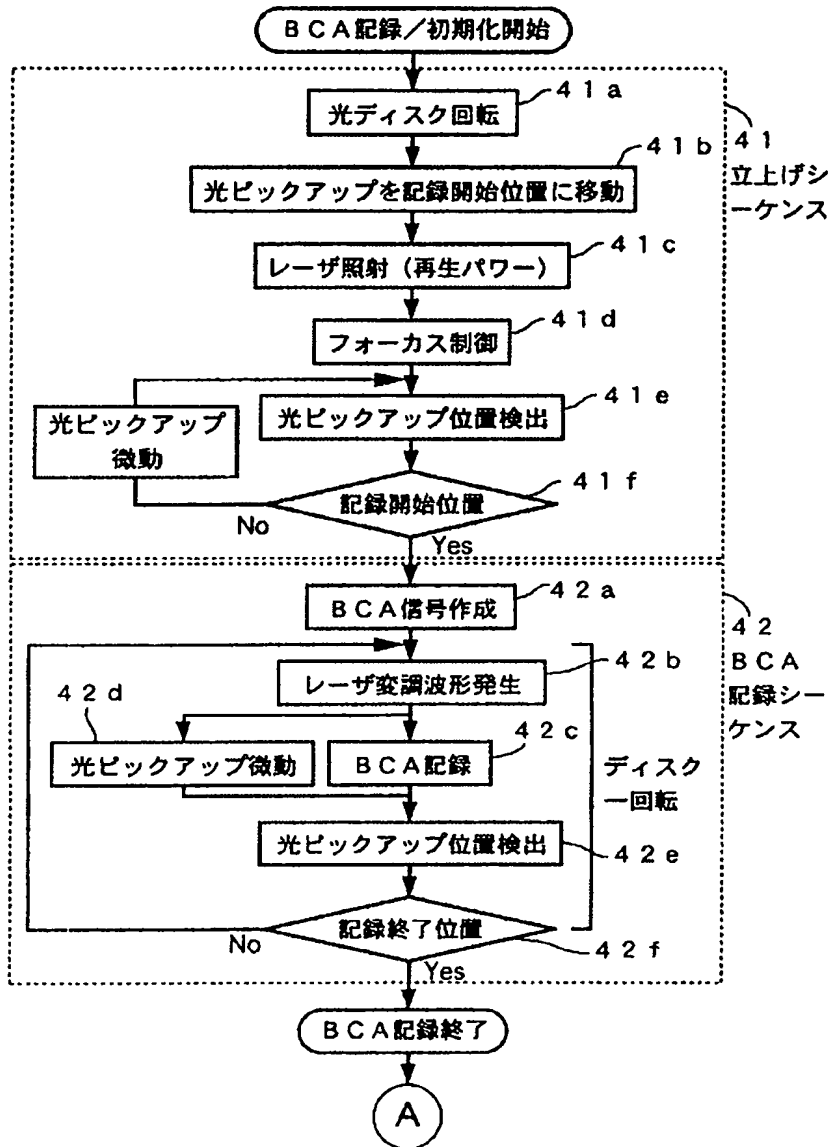 ＢＣＡ記録／初期化開始
４１ａ
光ディスク回転
４１
立上げシ
ーケンス
４１ｂ
光ピックアップを記録開始位置に移動
４１ｃ
レーザ照射（再生パワー）
４１ｄ
フォーカス制御
４１ｅ
光ピックアップ位置検出
光ピックアップ
微動
４１ｆ
記録開始位置
No
Yes
４２ａ
ＢＣＡ信号作成
４２
ＢＣＡ
記録シー
ケンス
４２ｂ
レーザ変調波形発生
４２ｄ
４２ｃ
光ピックアップ微動
ＢＣＡ記録
ディスク
一回転
光ピックアップ位置検出
４２ｅ
記録終了位置
No
４２ｆ
Yes
ＢＣＡ記録終了
A